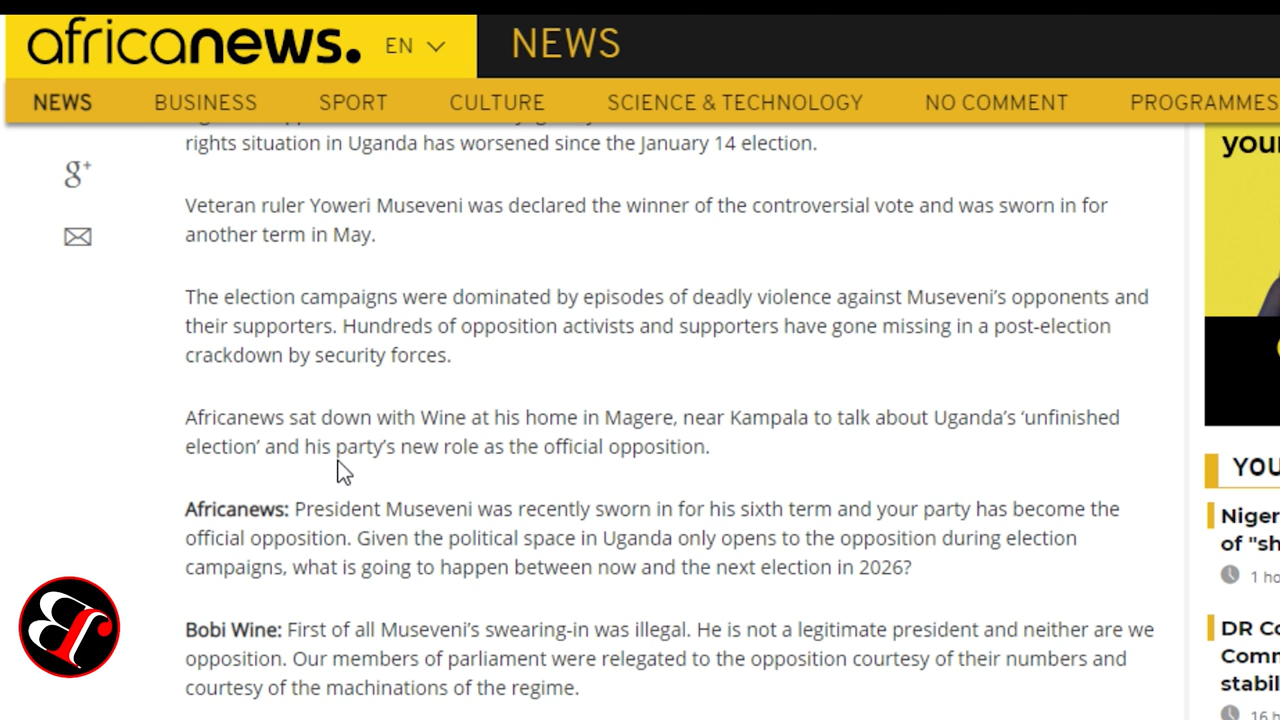 africanews. EN NEWS
NEWS BUSINESS SPORT CULTURE SCIENCE & TECHNOLOGY NO COMMENT PROGRAMMES
rights situation in Uganda has worsened since the January 14 election.
g+
Veteran ruler Yoweri Museveni was declared the winner of the controversial vote and was sworn in for
another term in May.
The election campaigns were dominated by episodes of deadly violence against Museveni’s opponents and
their supporters. Hundreds of opposition activists and supporters have gone missing in a post-election
crackdown by security forces.
Africanews sat down with Wine at his home in Magere, near Kampala to talk about Uganda’s ‘unfinished
election’ and his party’s new role as the official opposition.
Africanews: President Museveni was recently sworn in for his sixth term and your party has become the
official opposition. Given the political space in Uganda only opens to the opposition during election
campaigns, what is going to happen between now and the next election in 2026?
Bobi Wine: First of all Museveni’s swearing-in was illegal. He is not a legitimate president and neither are we
opposition. Our members of parliament were relegated to the opposition courtesy of their numbers and
courtesy of the machinations of the regime.
your
YOU
Niger
of "sh
1 ho
DR Co
Comm
stabil
16 h